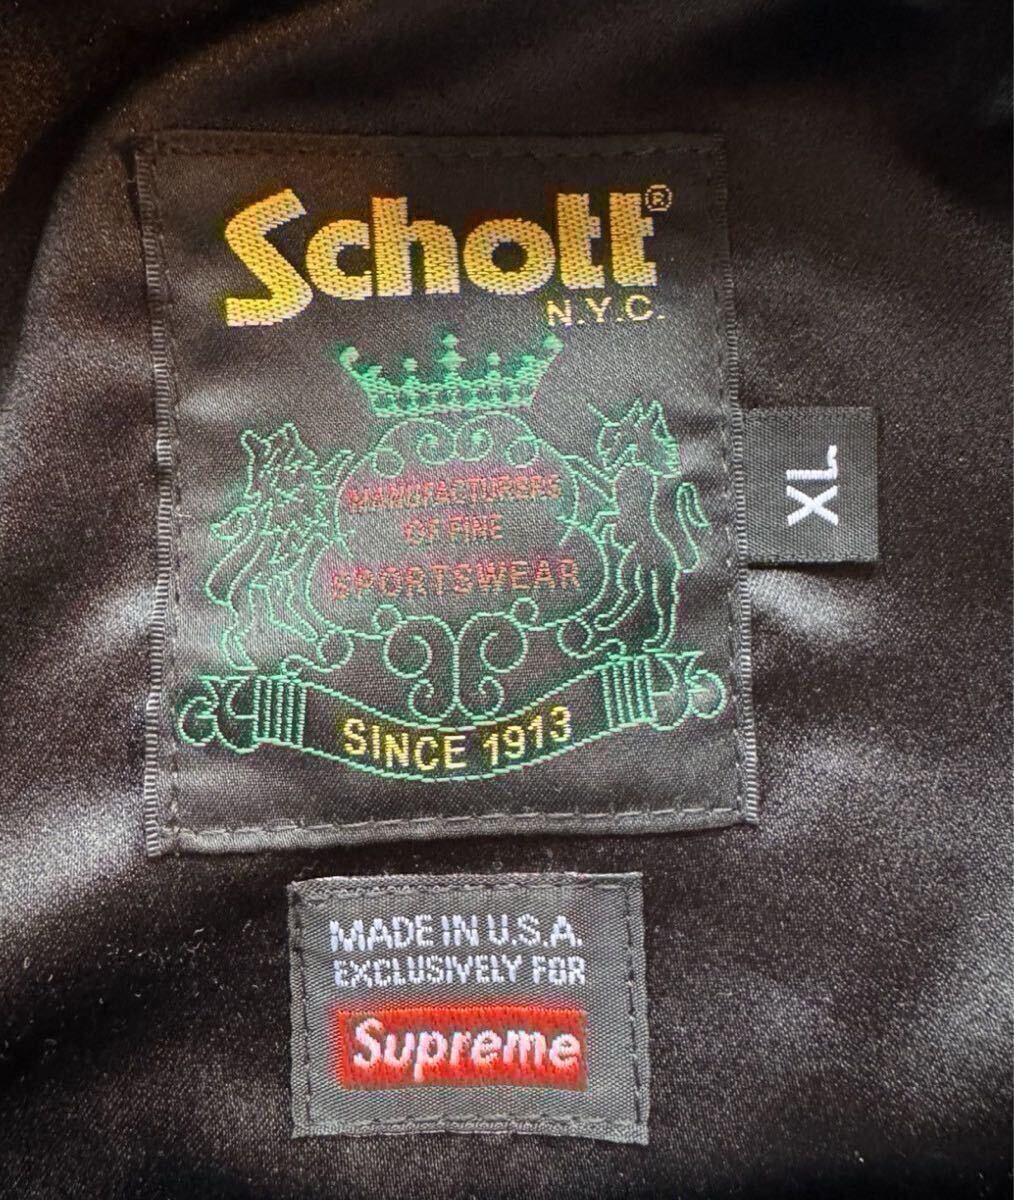 Schott®
N.Y.C.
MANUFACTURERS
OF FINE
SPORTSWEAR
SINCE 1913
XL
MADE IN U.S.A.
EXCLUSIVELY FOR
Supreme